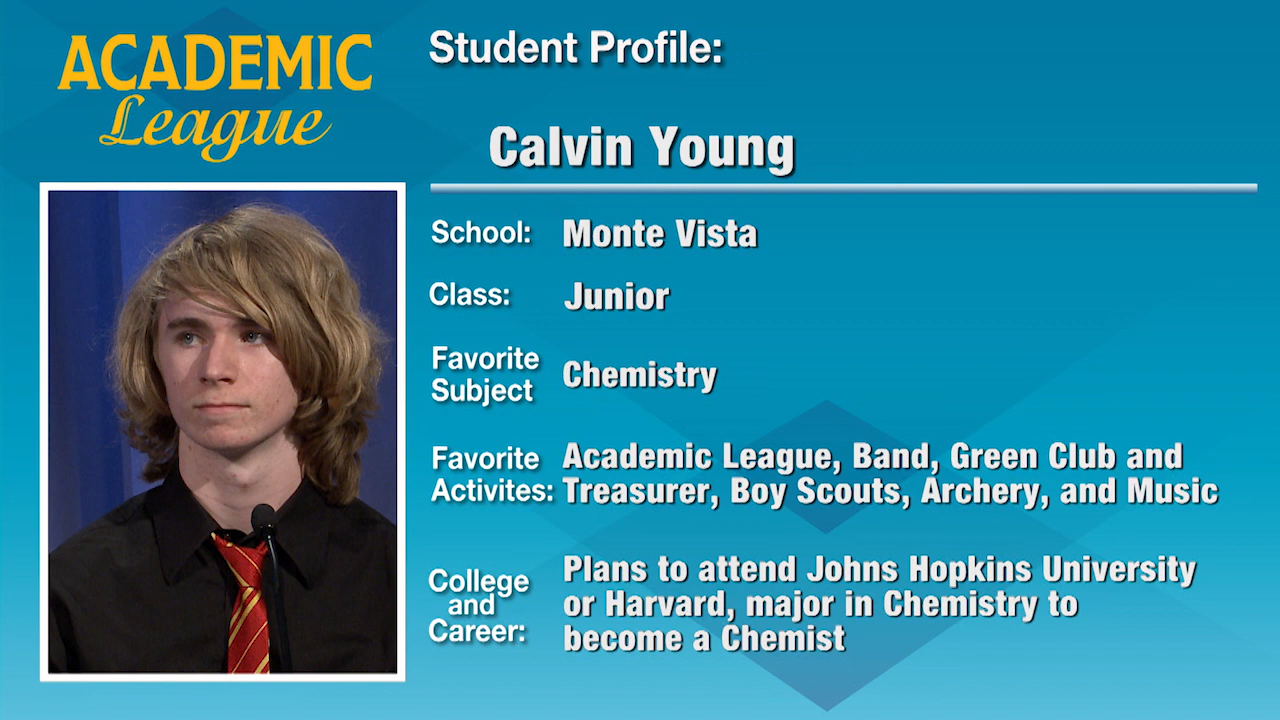 ACADEMIC
League
Student Profile:
Calvin Young
School: Monte Vista
Class: Junior
Favorite
Subject
Chemistry
Favorite
Activites:
Academic League, Band, Green Club and
Treasurer, Boy Scouts, Archery, and Music
College
and
Career:
Plans to attend Johns Hopkins University
or Harvard, major in Chemistry to
become a Chemist